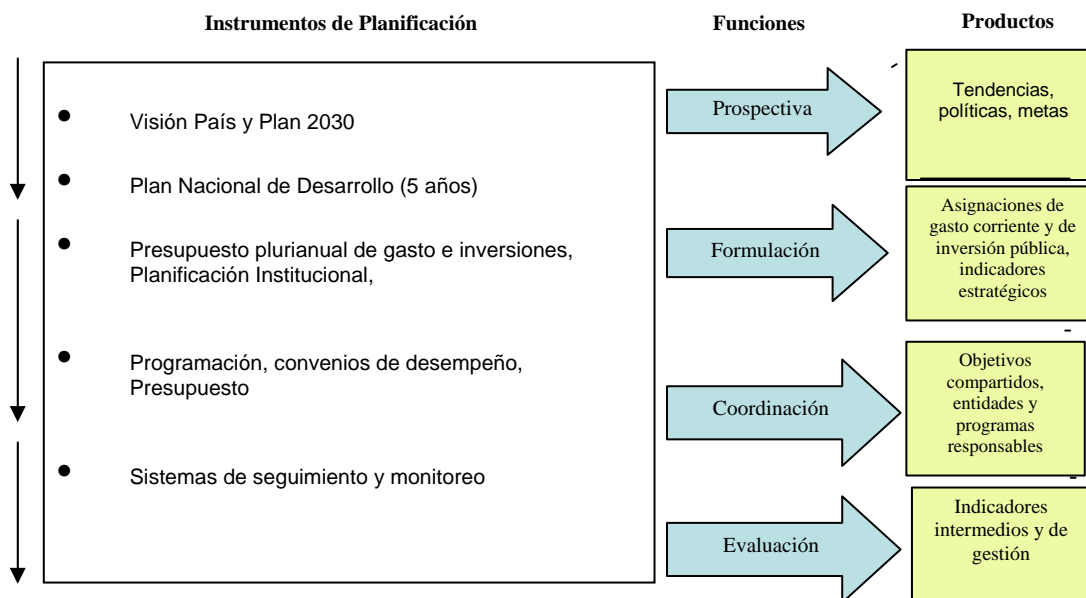 Instrumentos de Planificación
Funciones
Productos
Visión País y Plan 2030
Plan Nacional de Desarrollo (5 años)
Presupuesto plurianual de gasto e inversiones,
Planificación Institucional,
Programación, convenios de desempeño,
Presupuesto
Sistemas de seguimiento y monitoreo
Prospectiva
Formulación
Coordinación
Evaluación
Tendencias,
políticas, metas
Asignaciones de
gasto corriente y de
inversión pública,
indicadores
estratégicos
Objetivos
compartidos,
entidades y
programas
responsables
Indicadores
intermedios y de
gestión